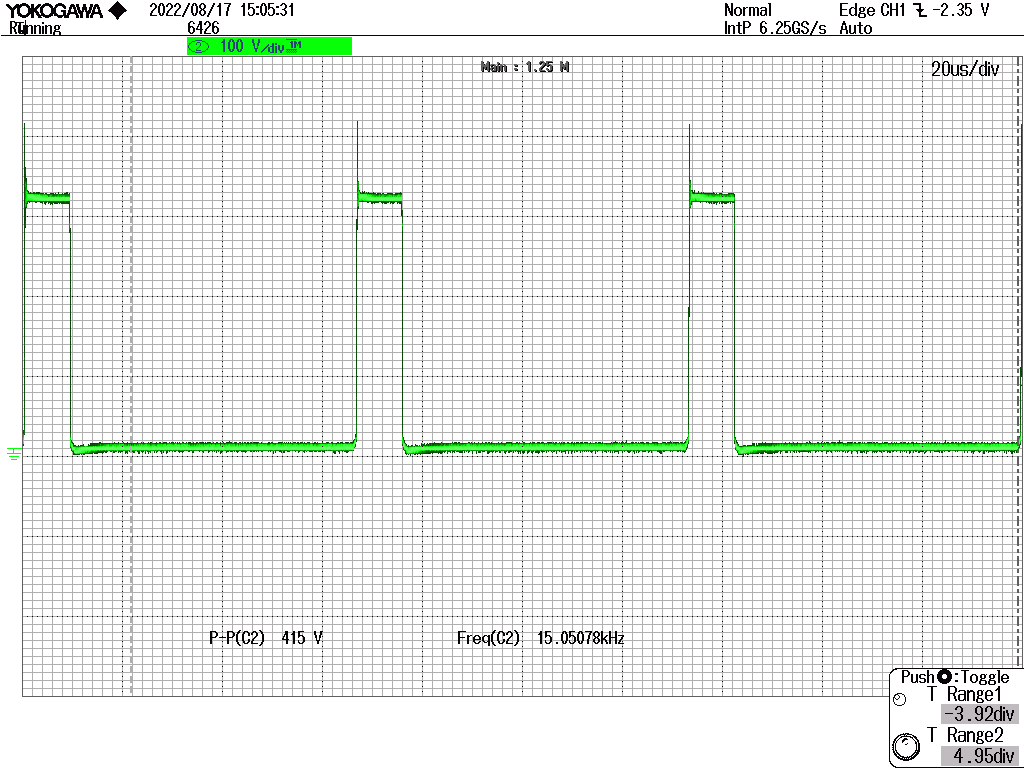 YOKOGAWA ◆ 2022/08/17 15:05:31 Normal Edge CH1 -2.35 V
Running 6426 IntP 6.25GS/s Auto
2 100 V/div 1M
Main : 1.25 M 20us/div
P-P(C2) 415 V Freq(C2) 15.05078kHz
Push :Toggle
T Range1
-3.92div
T Range2
4.95div